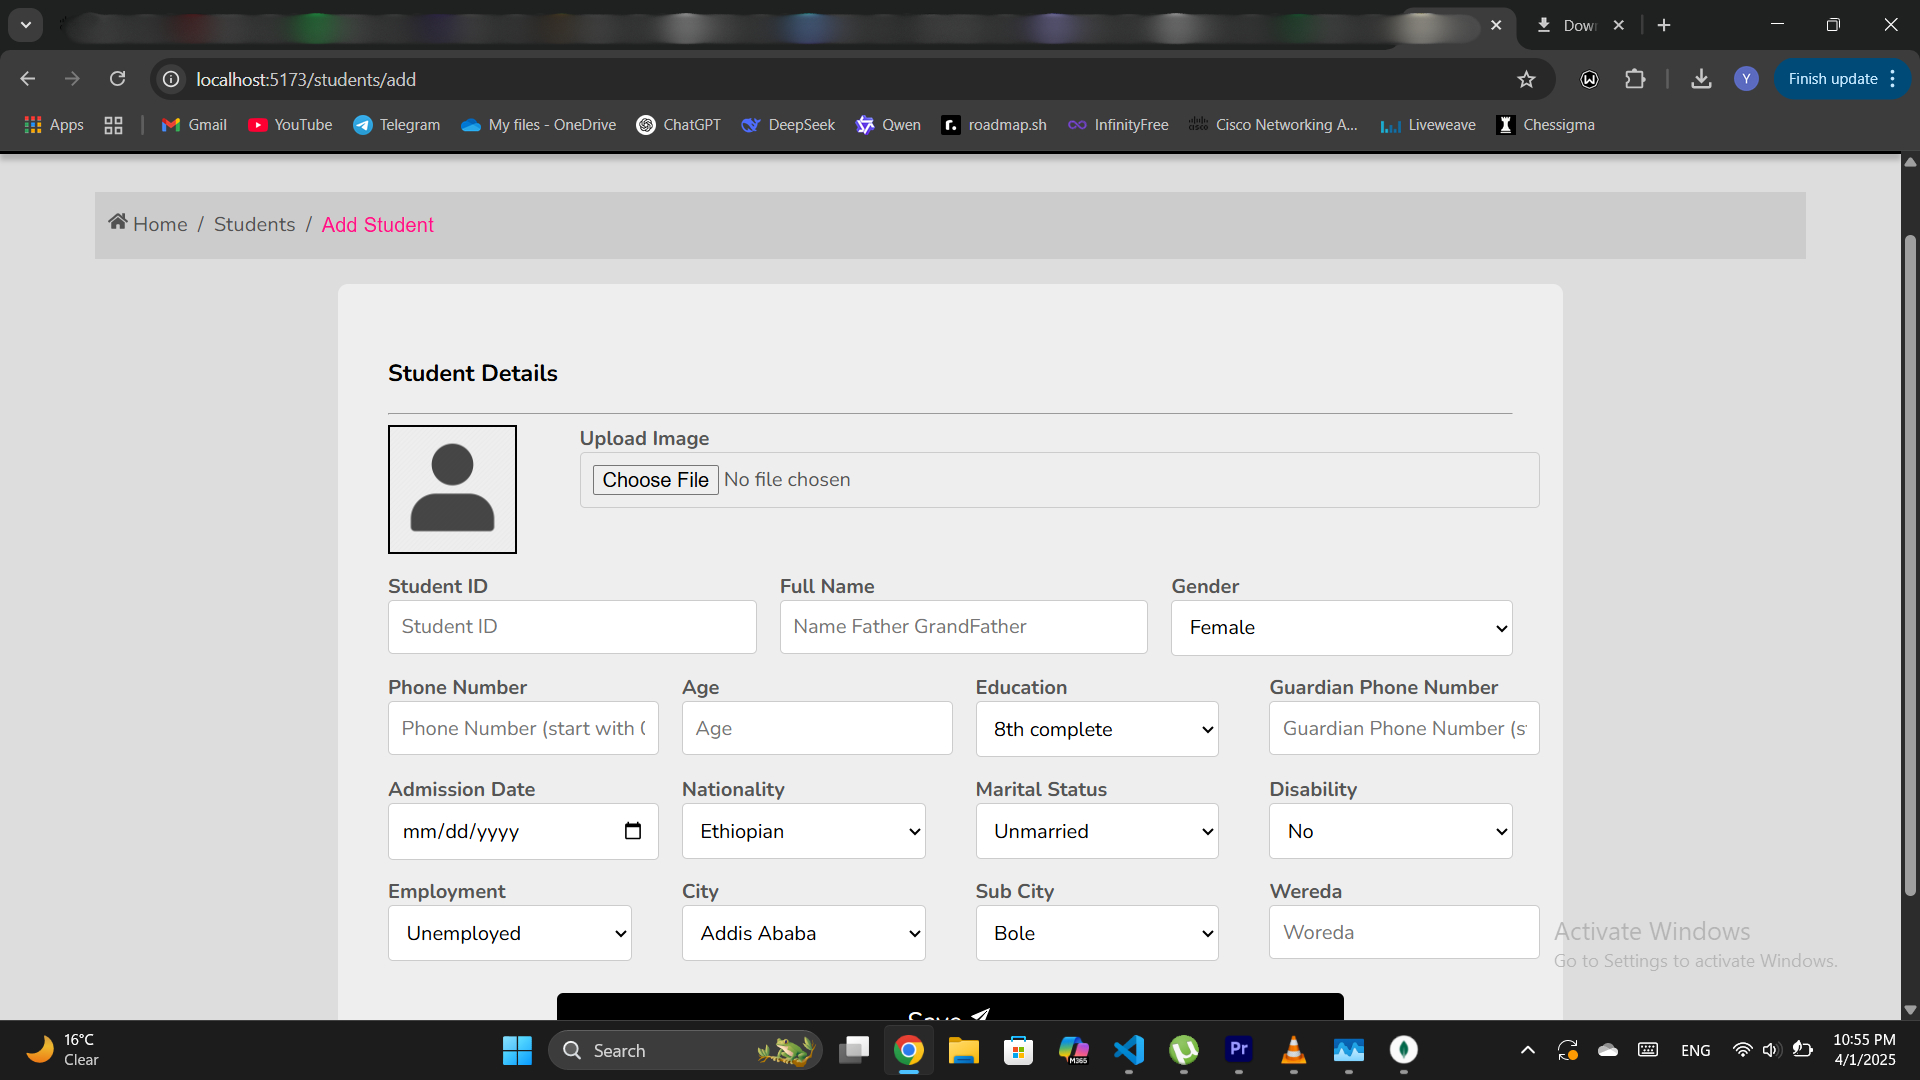 Dow
localhost:5173/students/add
Y
Finish update
Apps
Gmail
YouTube
Telegram
My files - OneDrive
ChatGPT
DeepSeek
Qwen
r.
roadmap.sh
InfinityFree
Cisco Networking A...
Liveweave
Chessigma
Home / Students / Add Student
Student Details
Upload Image
Choose File No file chosen
Student ID
Full Name
Gender
Student ID
Name Father GrandFather
Female
Phone Number
Age
Education
Guardian Phone Number
Phone Number (start with 
Age
8th complete
Guardian Phone Number (s
Admission Date
Nationality
Marital Status
Disability
mm/dd/yyyy
Ethiopian
Unmarried
No
Employment
City
Sub City
Wereda
Unemployed
Addis Ababa
Bole
Woreda
Save
Activate Windows
Go to Settings to activate Windows.
16°C
Clear
Search
M365
Pr
ENG
10:55 PM
4/1/2025